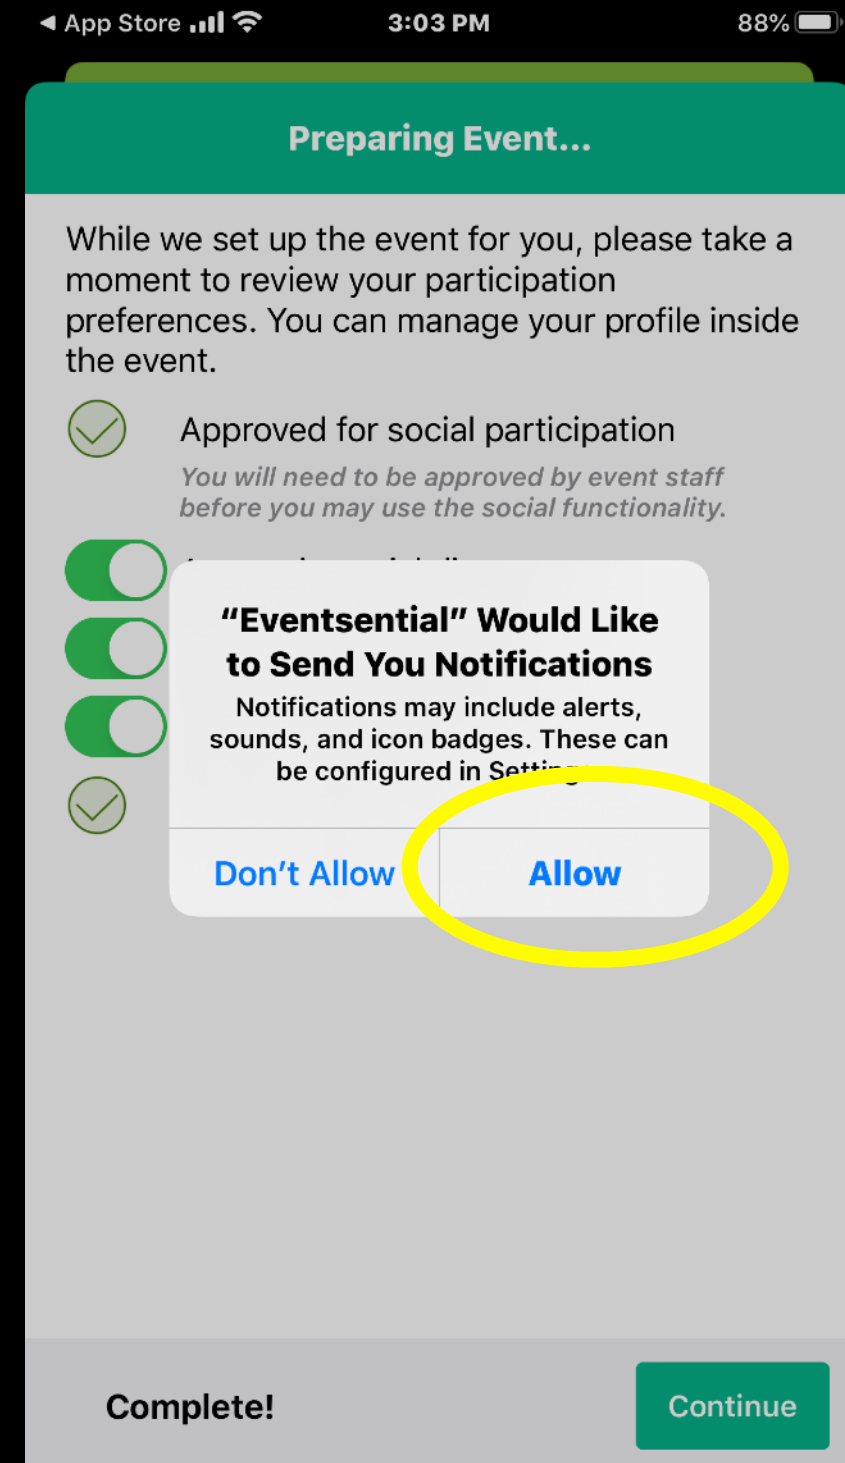 App Store
3:03 PM
88%
Preparing Event...
While we set up the event for you, please take a
moment to review your participation
preferences. You can manage your profile inside
the event.
Approved for social participation
You will need to be approved by event staff
before you may use the social functionality.
“Eventsential” Would Like
to Send You Notifications
Notifications may include alerts,
sounds, and icon badges. These can
be configured in
Don’t Allow
Allow
Complete!
Continue